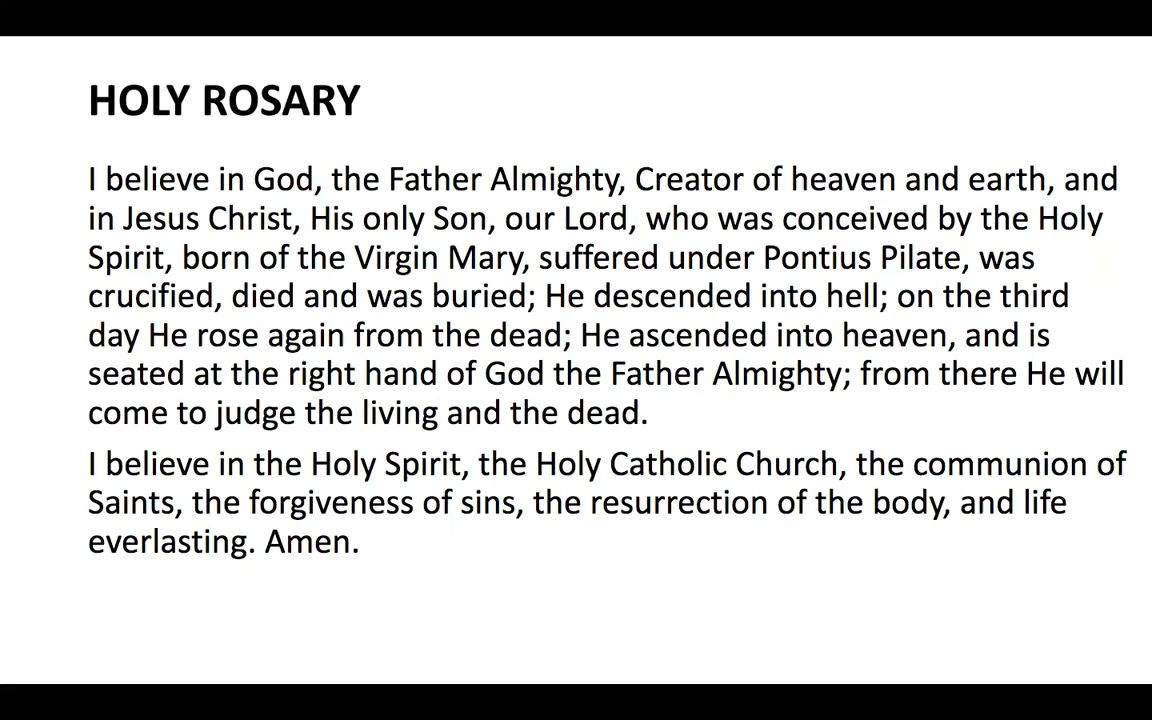 HOLY ROSARY
I believe in God, the Father Almighty, Creator of heaven and earth, and
in Jesus Christ, His only Son, our Lord, who was conceived by the Holy
Spirit, born of the Virgin Mary, suffered under Pontius Pilate, was
crucified, died and was buried; He descended into hell; on the third
day He rose again from the dead; He ascended into heaven, and is
seated at the right hand of God the Father Almighty; from there He will
come to judge the living and the dead.
I believe in the Holy Spirit, the Holy Catholic Church, the communion of
Saints, the forgiveness of sins, the resurrection of the body, and life
everlasting. Amen.